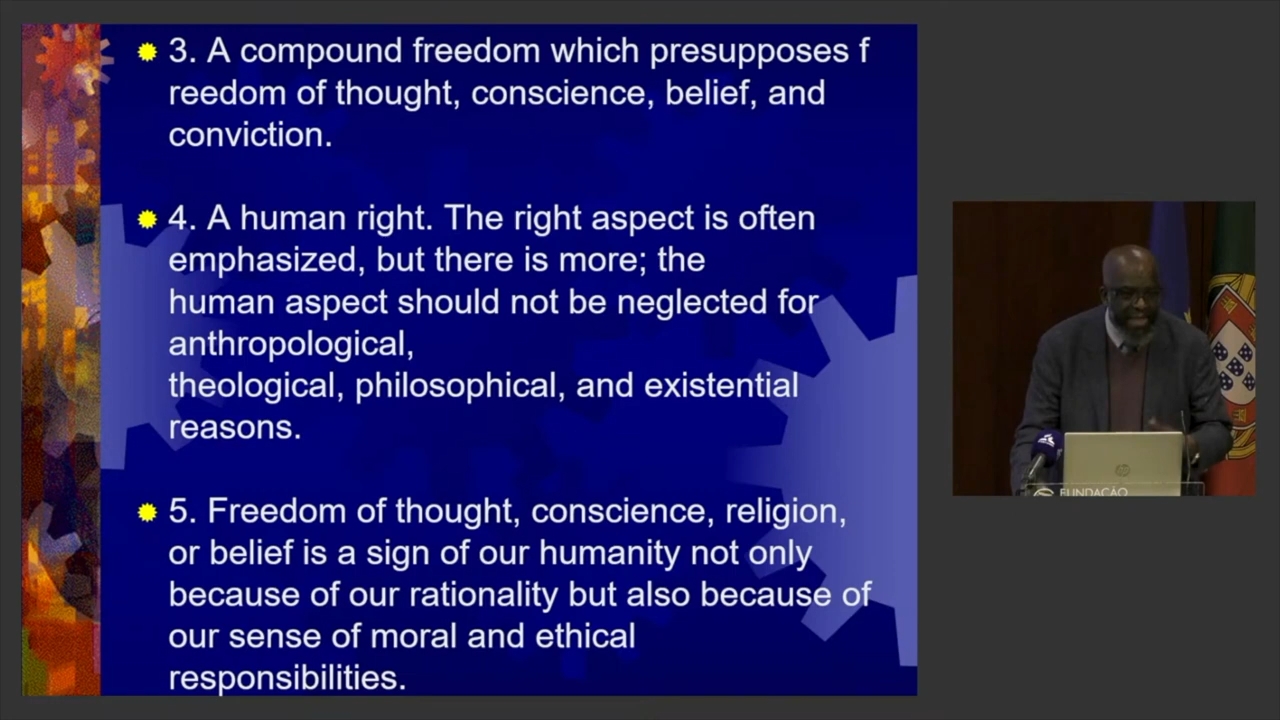 3. A compound freedom which presupposes f
reedom of thought, conscience, belief, and
conviction.
4. A human right. The right aspect is often
emphasized, but there is more; the
human aspect should not be neglected for
anthropological,
theological, philosophical, and existential
reasons.
5. Freedom of thought, conscience, religion,
or belief is a sign of our humanity not only
because of our rationality but also because of
our sense of moral and ethical
responsibilities.
hp
FUNDAÇÃO